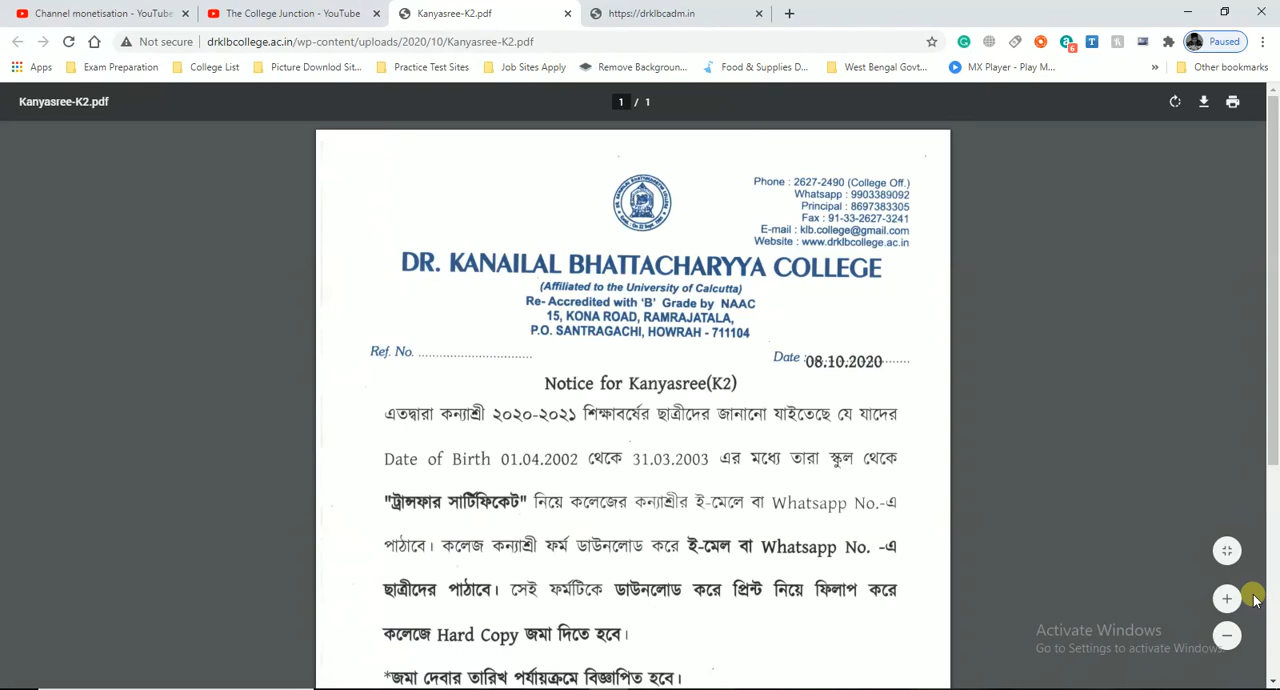 Channel monetisation - YouTube
The College Junction - YouTube
Kanyasree-K2.pdf
https://drklbcadm.in
Not secure
drklbcollege.ac.in/wp-content/uploads/2020/10/Kanyasree-K2.pdf
6
Paused
Apps
Exam Preparation
College List
Picture Downlod Sit...
Practice Test Sites
Job Sites Apply
Remove Backgroun...
Food & Supplies D...
West Bengal Govt...
MX Player - Play M...
Other bookmarks
Kanyasree-K2.pdf
1 / 1
Phone : 2627-2490 (College Off.)
Whatsapp : 9903389092
Principal : 8697383305
Fax : 91-33-2627-3241
E-mail : klb.college@gmail.com
Website : www.drklbcollege.ac.in
DR. KANAILAL BHATTACHARYYA COLLEGE
(Affiliated to the University of Calcutta)
Re- Accredited with 'B' Grade by NAAC
15, KONA ROAD, RAMRAJATALA,
P.O. SANTRAGACHI, HOWRAH - 711104
Ref. No. ..............................
Date : 08.10.2020
Notice for Kanyasree(K2)
এতদ্বারা কন্যাশ্রী ২০২০-২০২১ শিক্ষাবর্ষের ছাত্রীদের জানানো যাইতেছে যে যাদের
Date of Birth 01.04.2002 থেকে 31.03.2003 এর মধ্যে তারা স্কুল থেকে
"ট্রান্সফার সার্টিফিকেট" নিয়ে কলেজের কন্যাশ্রীর ই-মেলে বা Whatsapp No.-এ
পাঠাবে। কলেজ কন্যাশ্রী ফর্ম ডাউনলোড করে ই-মেল বা Whatsapp No. -এ
ছাত্রীদের পাঠাবে। সেই ফর্মটিকে ডাউনলোড করে প্রিন্ট নিয়ে ফিলাপ করে
কলেজে Hard Copy জমা দিতে হবে।
*জমা দেবার তারিখ পর্যায়ক্রমে বিজ্ঞাপিত হবে।
Activate Windows
Go to Settings to activate Windows.